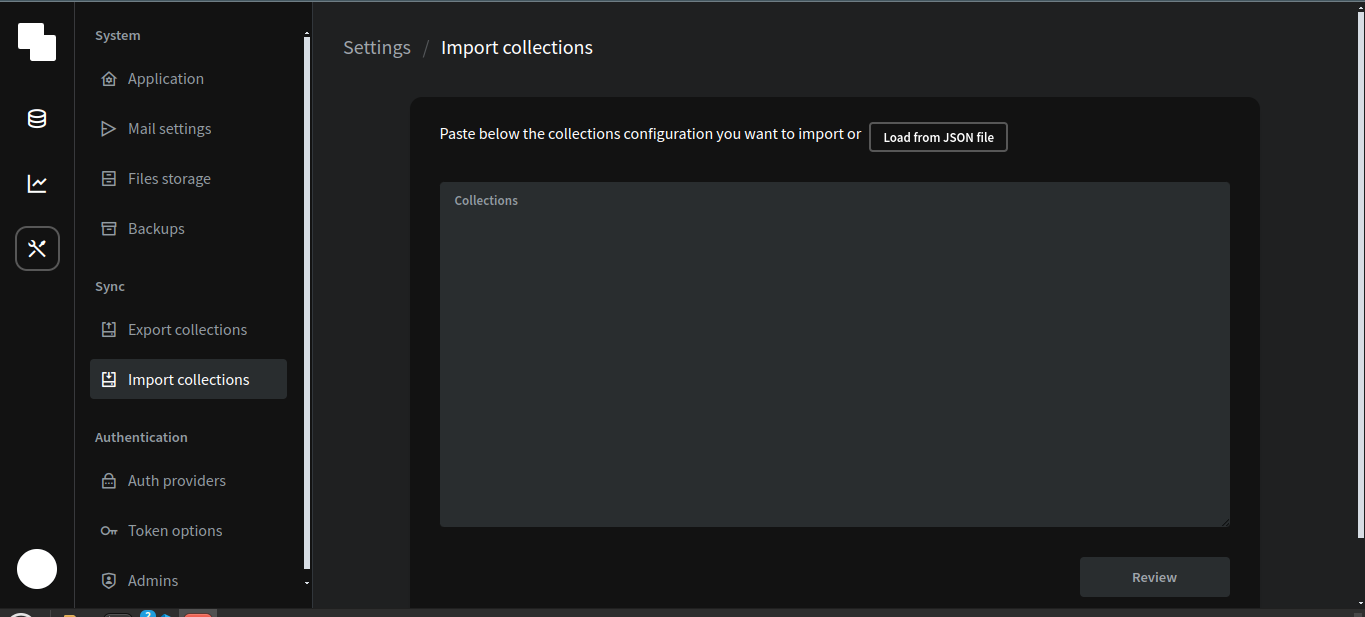 System
Application
Mail settings
Files storage
Backups
Sync
Export collections
Import collections
Authentication
Auth providers
Token options
Admins
Settings / Import collections
Paste below the collections configuration you want to import or Load from JSON file
Collections
Review
2